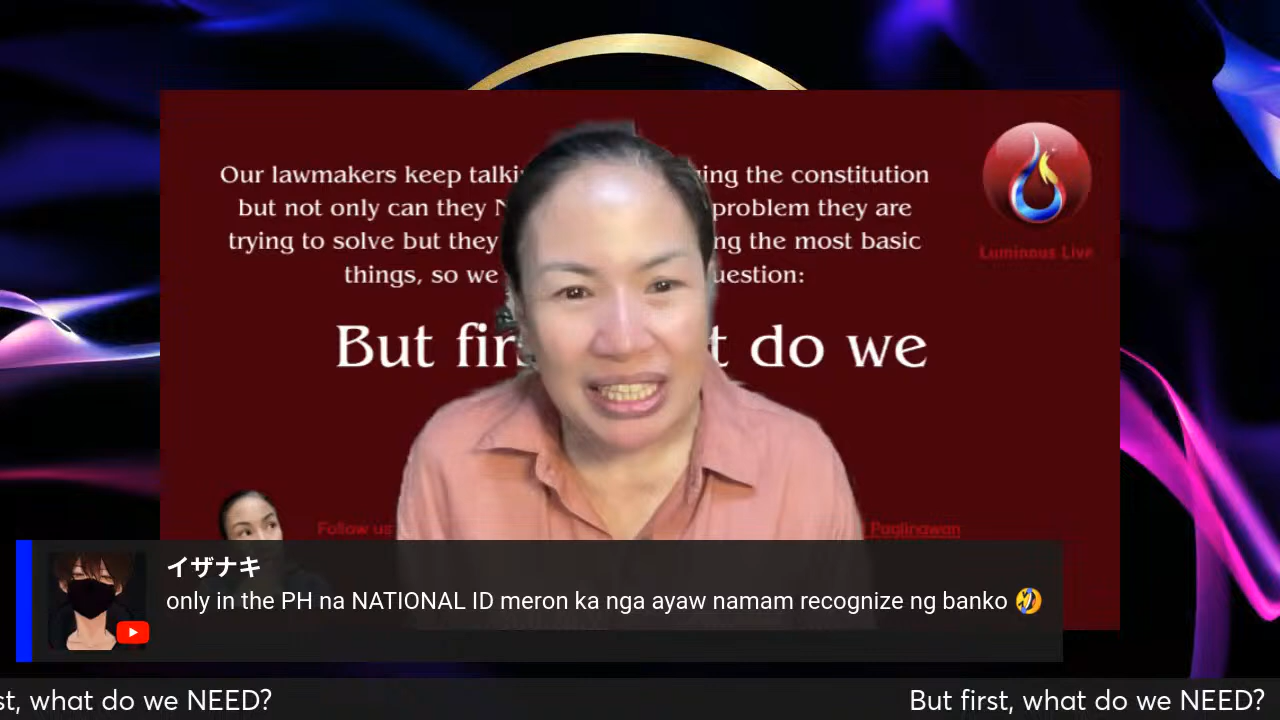 Our lawmakers keep talki ing the constitution
but not only can they N problem they are
trying to solve but they ng the most basic
things, so we uestion:
But fir t do we
Luminous Live
Follow us Paglinawan
イザナキ
only in the PH na NATIONAL ID meron ka nga ayaw namam recognize ng banko 🤣
st, what do we NEED? But first, what do we NEED?